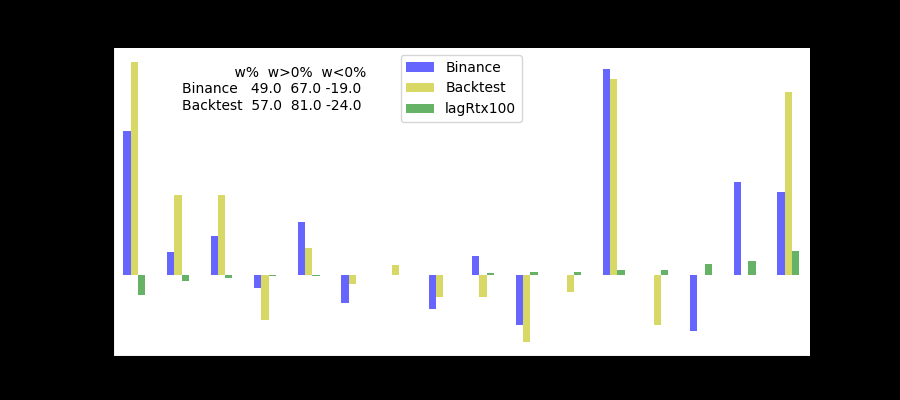 w%  w>0%  w<0%
Binance   49.0  67.0 -19.0
Backtest  57.0  81.0 -24.0
Binance
Backtest
lagRtx100